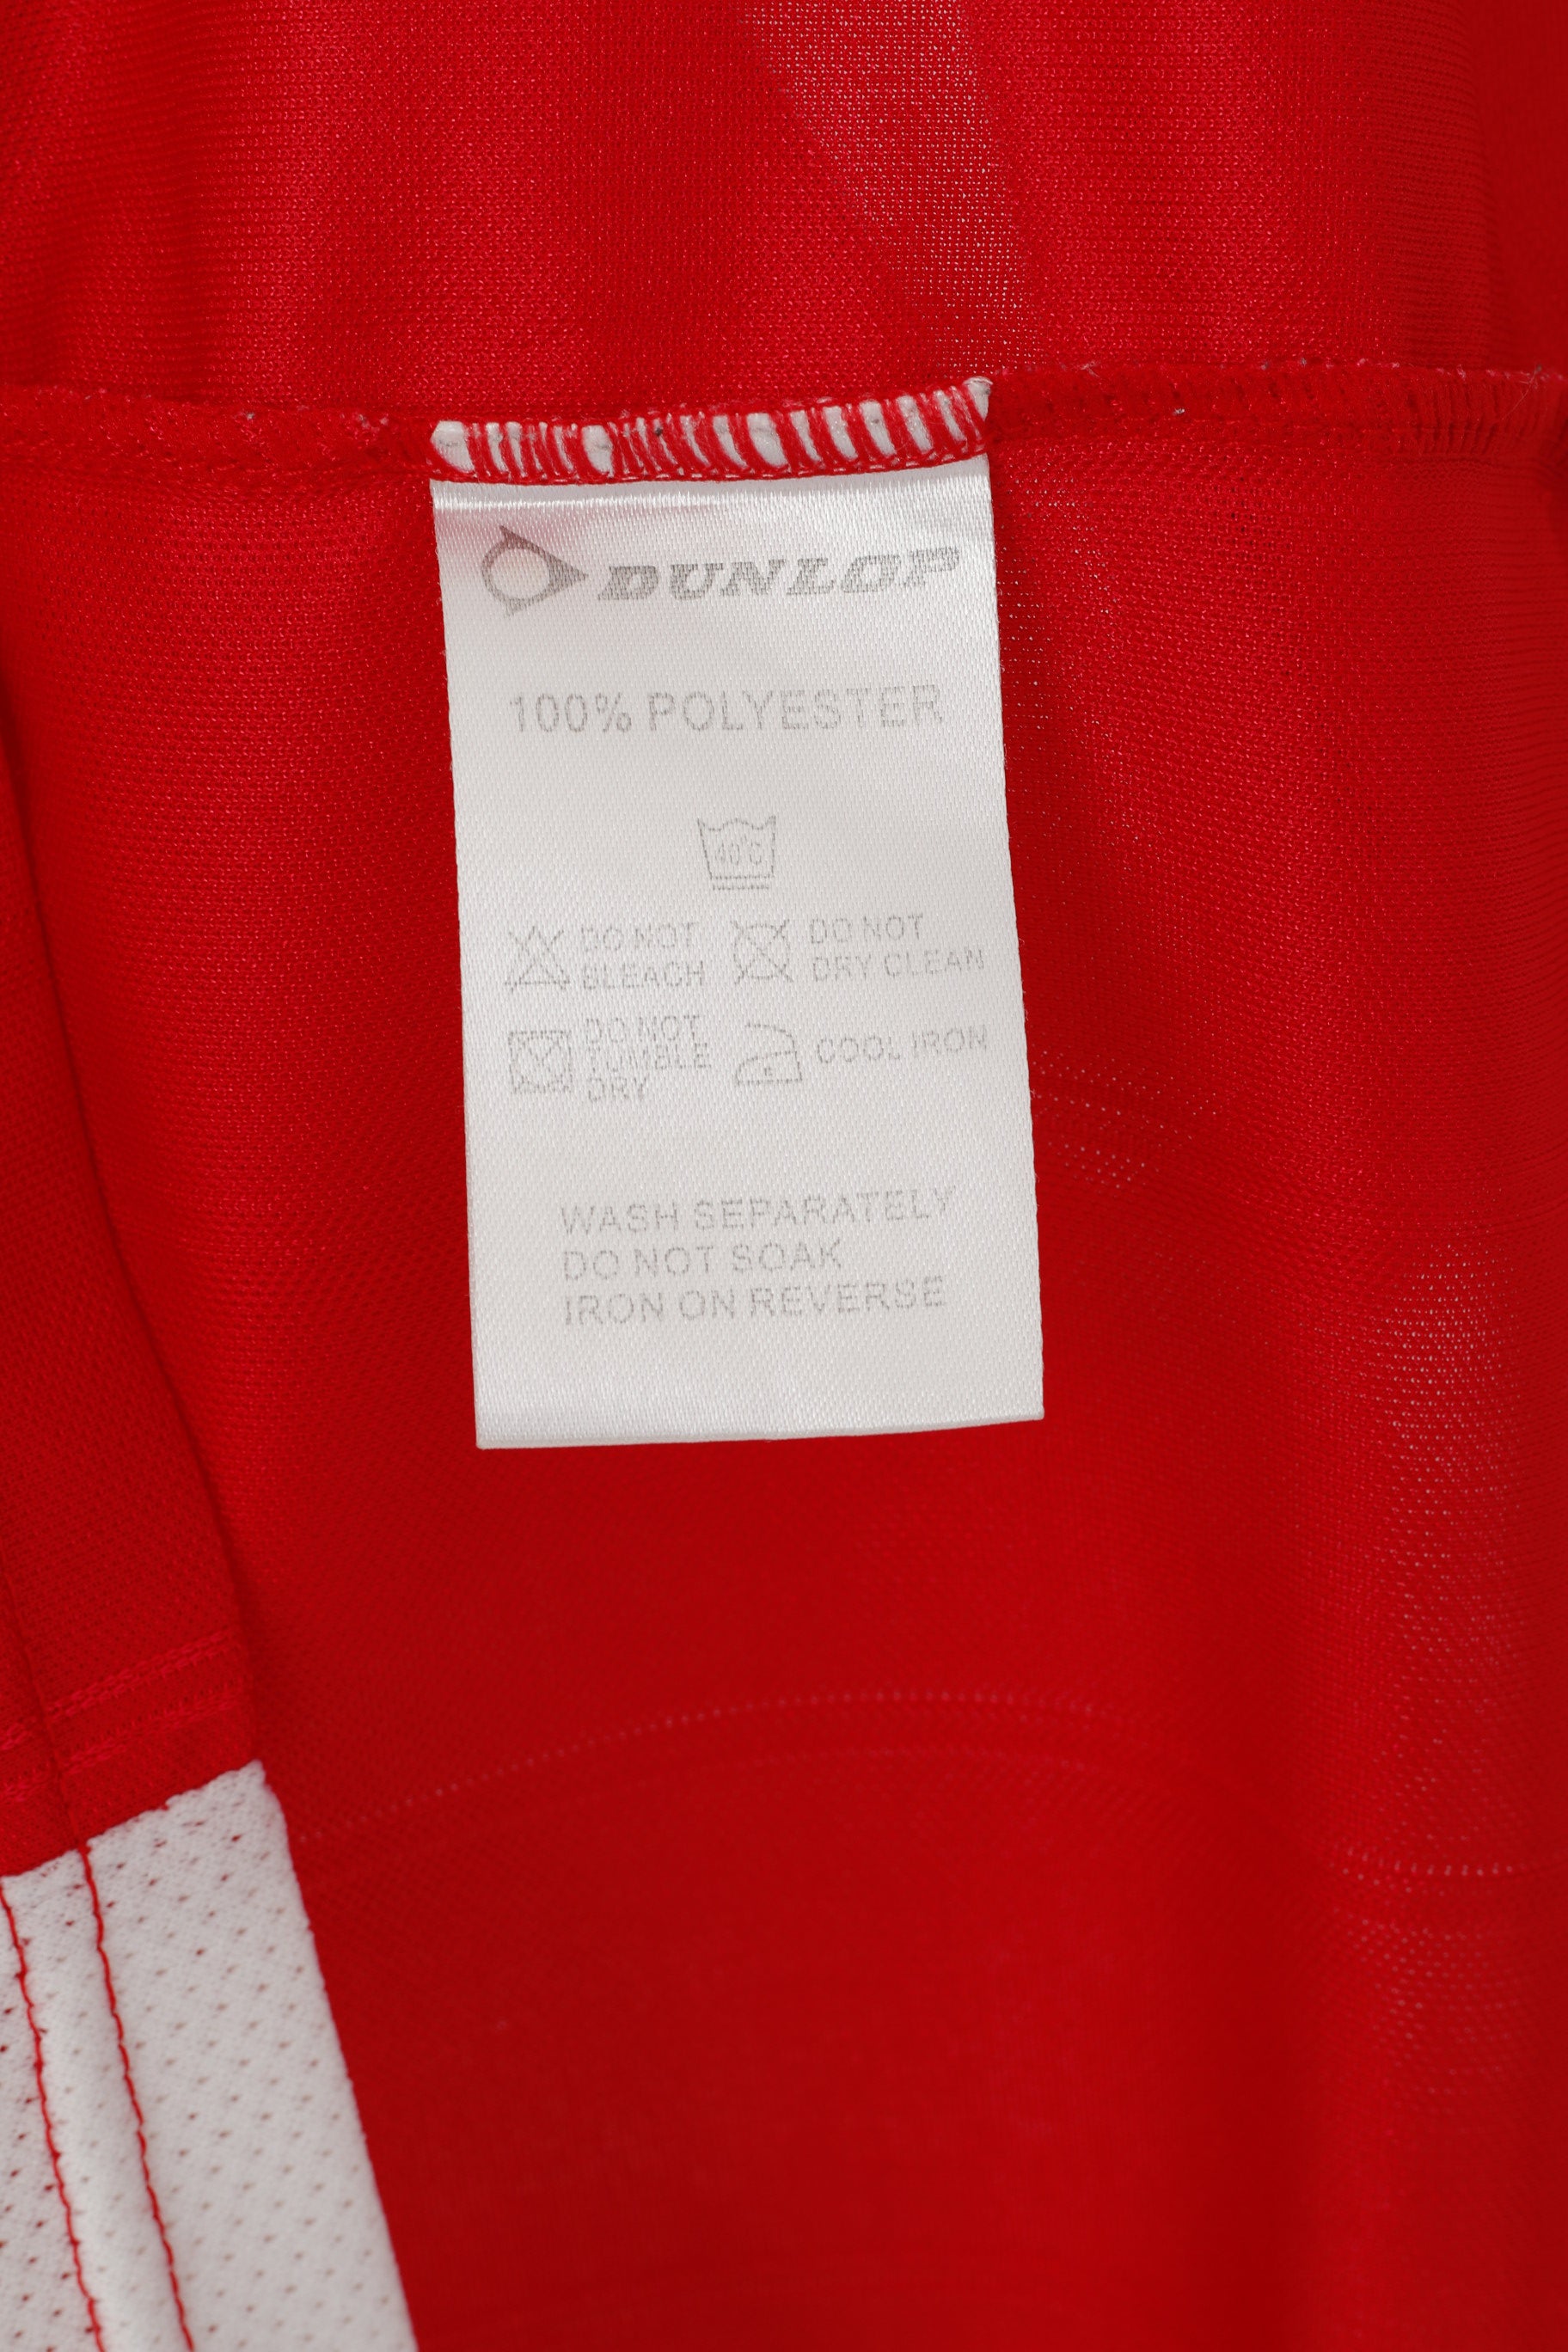 DUNLOP
100% POLYESTER
40°C
DO NOT
BLEACH
DO NOT
DRY CLEAN
DO NOT
TUMBLE
DRY
COOL IRON
WASH SEPARATELY
DO NOT SOAK
IRON ON REVERSE